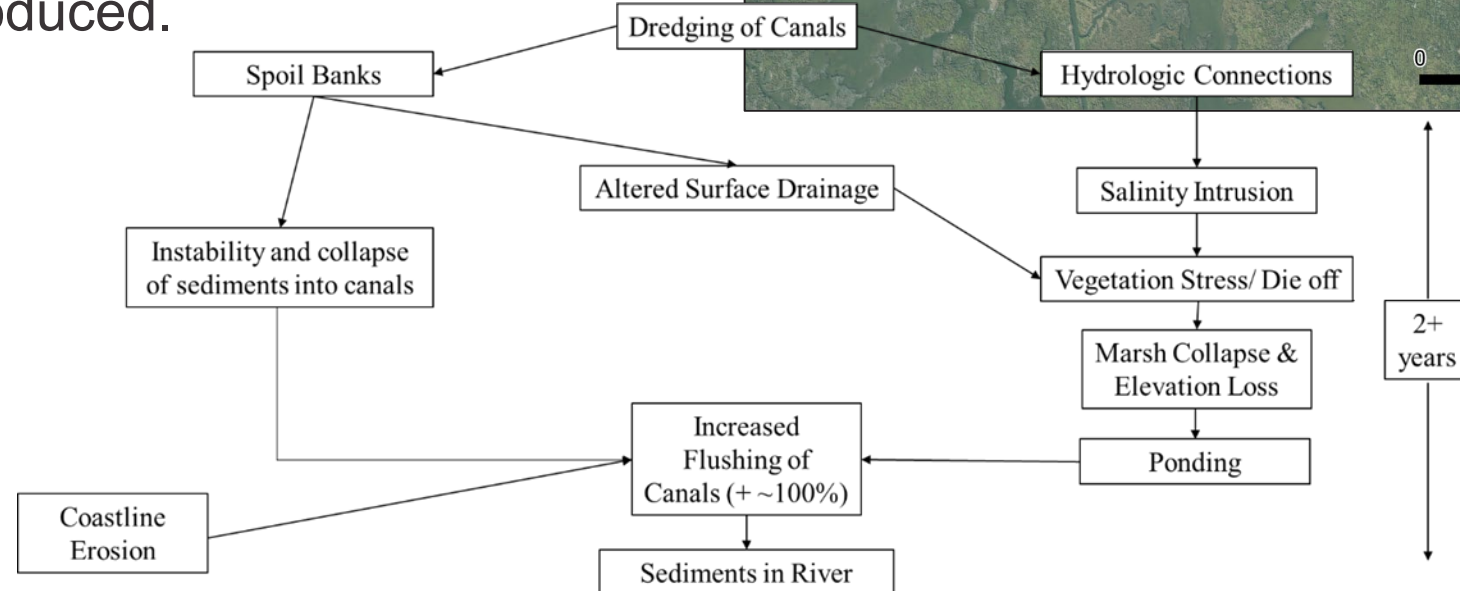 oduced.
Dredging of Canals
Spoil Banks
Hydrologic Connections
0
Altered Surface Drainage
Salinity Intrusion
Instability and collapse
of sediments into canals
Vegetation Stress/ Die off
2+
years
Marsh Collapse &
Elevation Loss
Increased
Flushing of
Canals (+ ~100%)
Ponding
Coastline
Erosion
Sediments in River